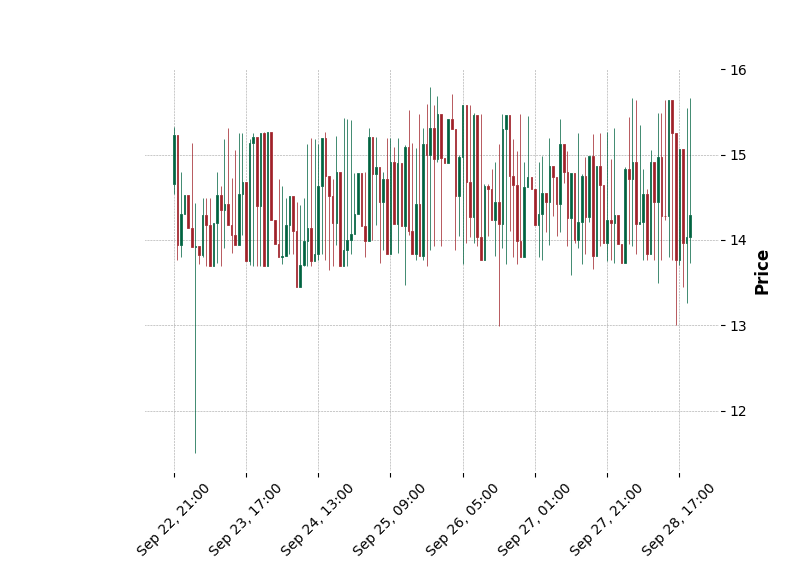 16
15
14
13
12
Price
Sep 22, 21:00
Sep 23, 17:00
Sep 24, 13:00
Sep 25, 09:00
Sep 26, 05:00
Sep 27, 01:00
Sep 27, 21:00
Sep 28, 17:00